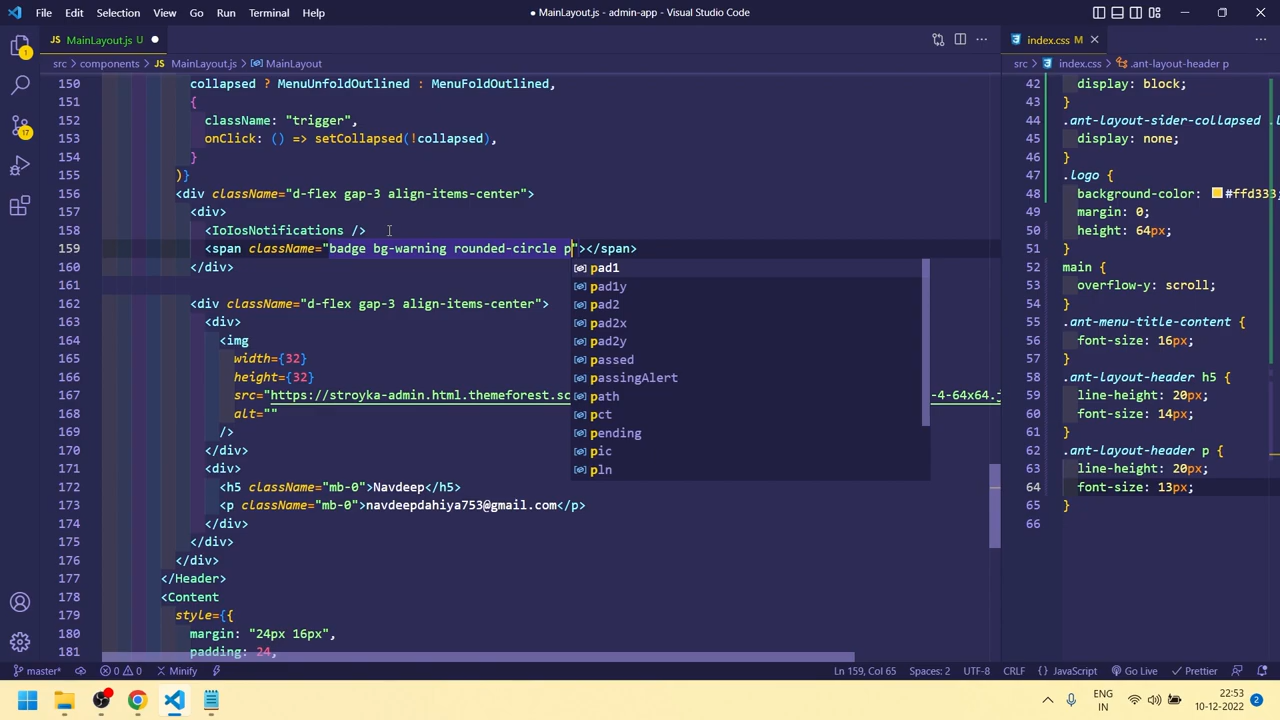 File Edit Selection View Go Run Terminal Help
● MainLayout.js - admin-app - Visual Studio Code
JS MainLayout.js U ●
src > components > JS MainLayout.js > MainLayout
150 collapsed ? MenuUnfoldOutlined : MenuFoldOutlined,
151 {
152 className: "trigger",
153 onClick: () => setCollapsed(!collapsed),
154 }
155 )}
156 <div className="d-flex gap-3 align-items-center">
157 <div>
158 <IoIosNotifications />
159 <span className="badge bg-warning rounded-circle p"></span>
160 </div>
161
162 <div className="d-flex gap-3 align-items-center">
163 <div>
164 <img
165 width={32}
166 height={32}
167 src="https://stroyka-admin.html.themeforest.sc -4-64x64.j
168 alt=""
169 />
170 </div>
171 <div>
172 <h5 className="mb-0">Navdeep</h5>
173 <p className="mb-0">navdeepdahiya753@gmail.com</p>
174 </div>
175 </div>
176 </div>
177 </Header>
178 <Content
179 style={{
180 margin: "24px 16px",
181 padding: 24,
pad1
pad1y
pad2
pad2x
pad2y
passed
passingAlert
path
pct
pending
pic
pln
index.css M
src > index.css > .ant-layout-header p
42 display: block;
43 }
44 .ant-layout-sider-collapsed .l
45 display: none;
46 }
47 .logo {
48 background-color: #ffd333;
49 margin: 0;
50 height: 64px;
51 }
52 main {
53 overflow-y: scroll;
54 }
55 .ant-menu-title-content {
56 font-size: 16px;
57 }
58 .ant-layout-header h5 {
59 line-height: 20px;
60 font-size: 14px;
61 }
62 .ant-layout-header p {
63 line-height: 20px;
64 font-size: 13px;
65 }
66
1
17
master* 0 0 Minify
Ln 159, Col 65 Spaces: 2 UTF-8 CRLF {} JavaScript Go Live Prettier
ENG
IN
22:53
10-12-2022
2